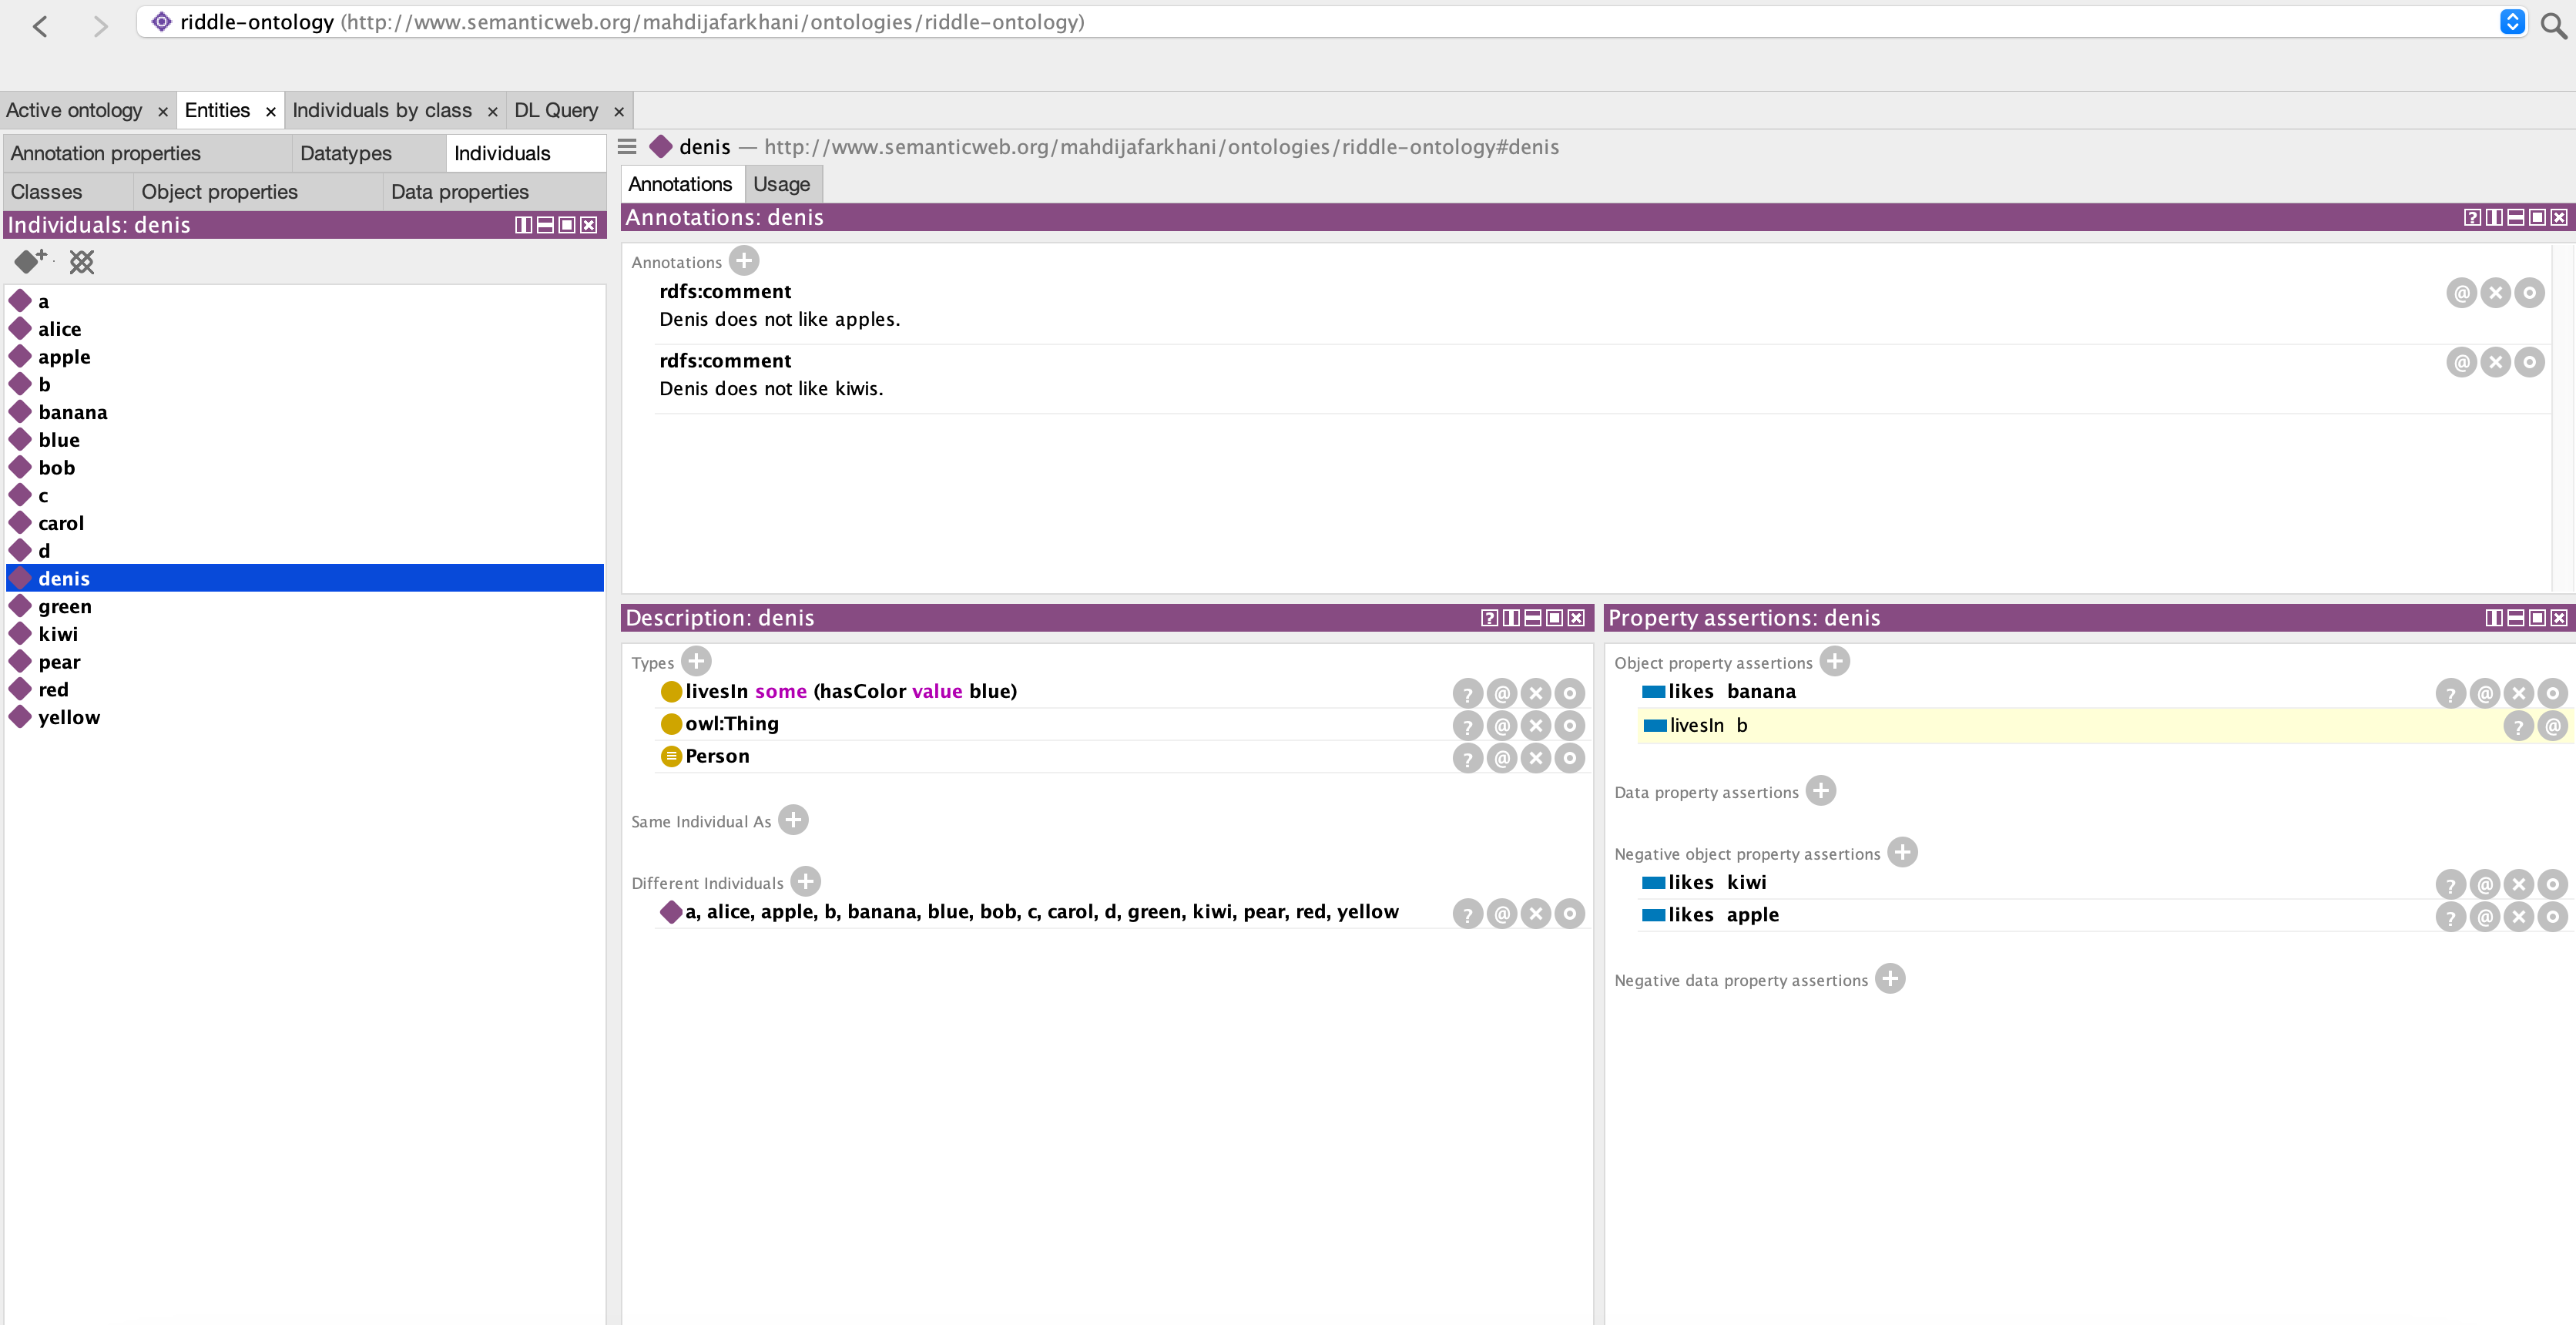 riddle-ontology (http://www.semanticweb.org/mahdijafarkhani/ontologies/riddle-ontology)
Active ontology × Entities × Individuals by class × DL Query ×
Annotation properties Datatypes Individuals
Classes Object properties Data properties
Individuals: denis
a
alice
apple
b
banana
blue
bob
c
carol
d
denis
green
kiwi
pear
red
yellow
denis — http://www.semanticweb.org/mahdijafarkhani/ontologies/riddle-ontology#denis
Annotations Usage
Annotations: denis
Annotations
rdfs:comment
Denis does not like apples.
rdfs:comment
Denis does not like kiwis.
Description: denis
Types
livesIn some (hasColor value blue)
owl:Thing
Person
Same Individual As
Different Individuals
a, alice, apple, b, banana, blue, bob, c, carol, d, green, kiwi, pear, red, yellow
Property assertions: denis
Object property assertions
likes banana
livesIn b
Data property assertions
Negative object property assertions
likes kiwi
likes apple
Negative data property assertions